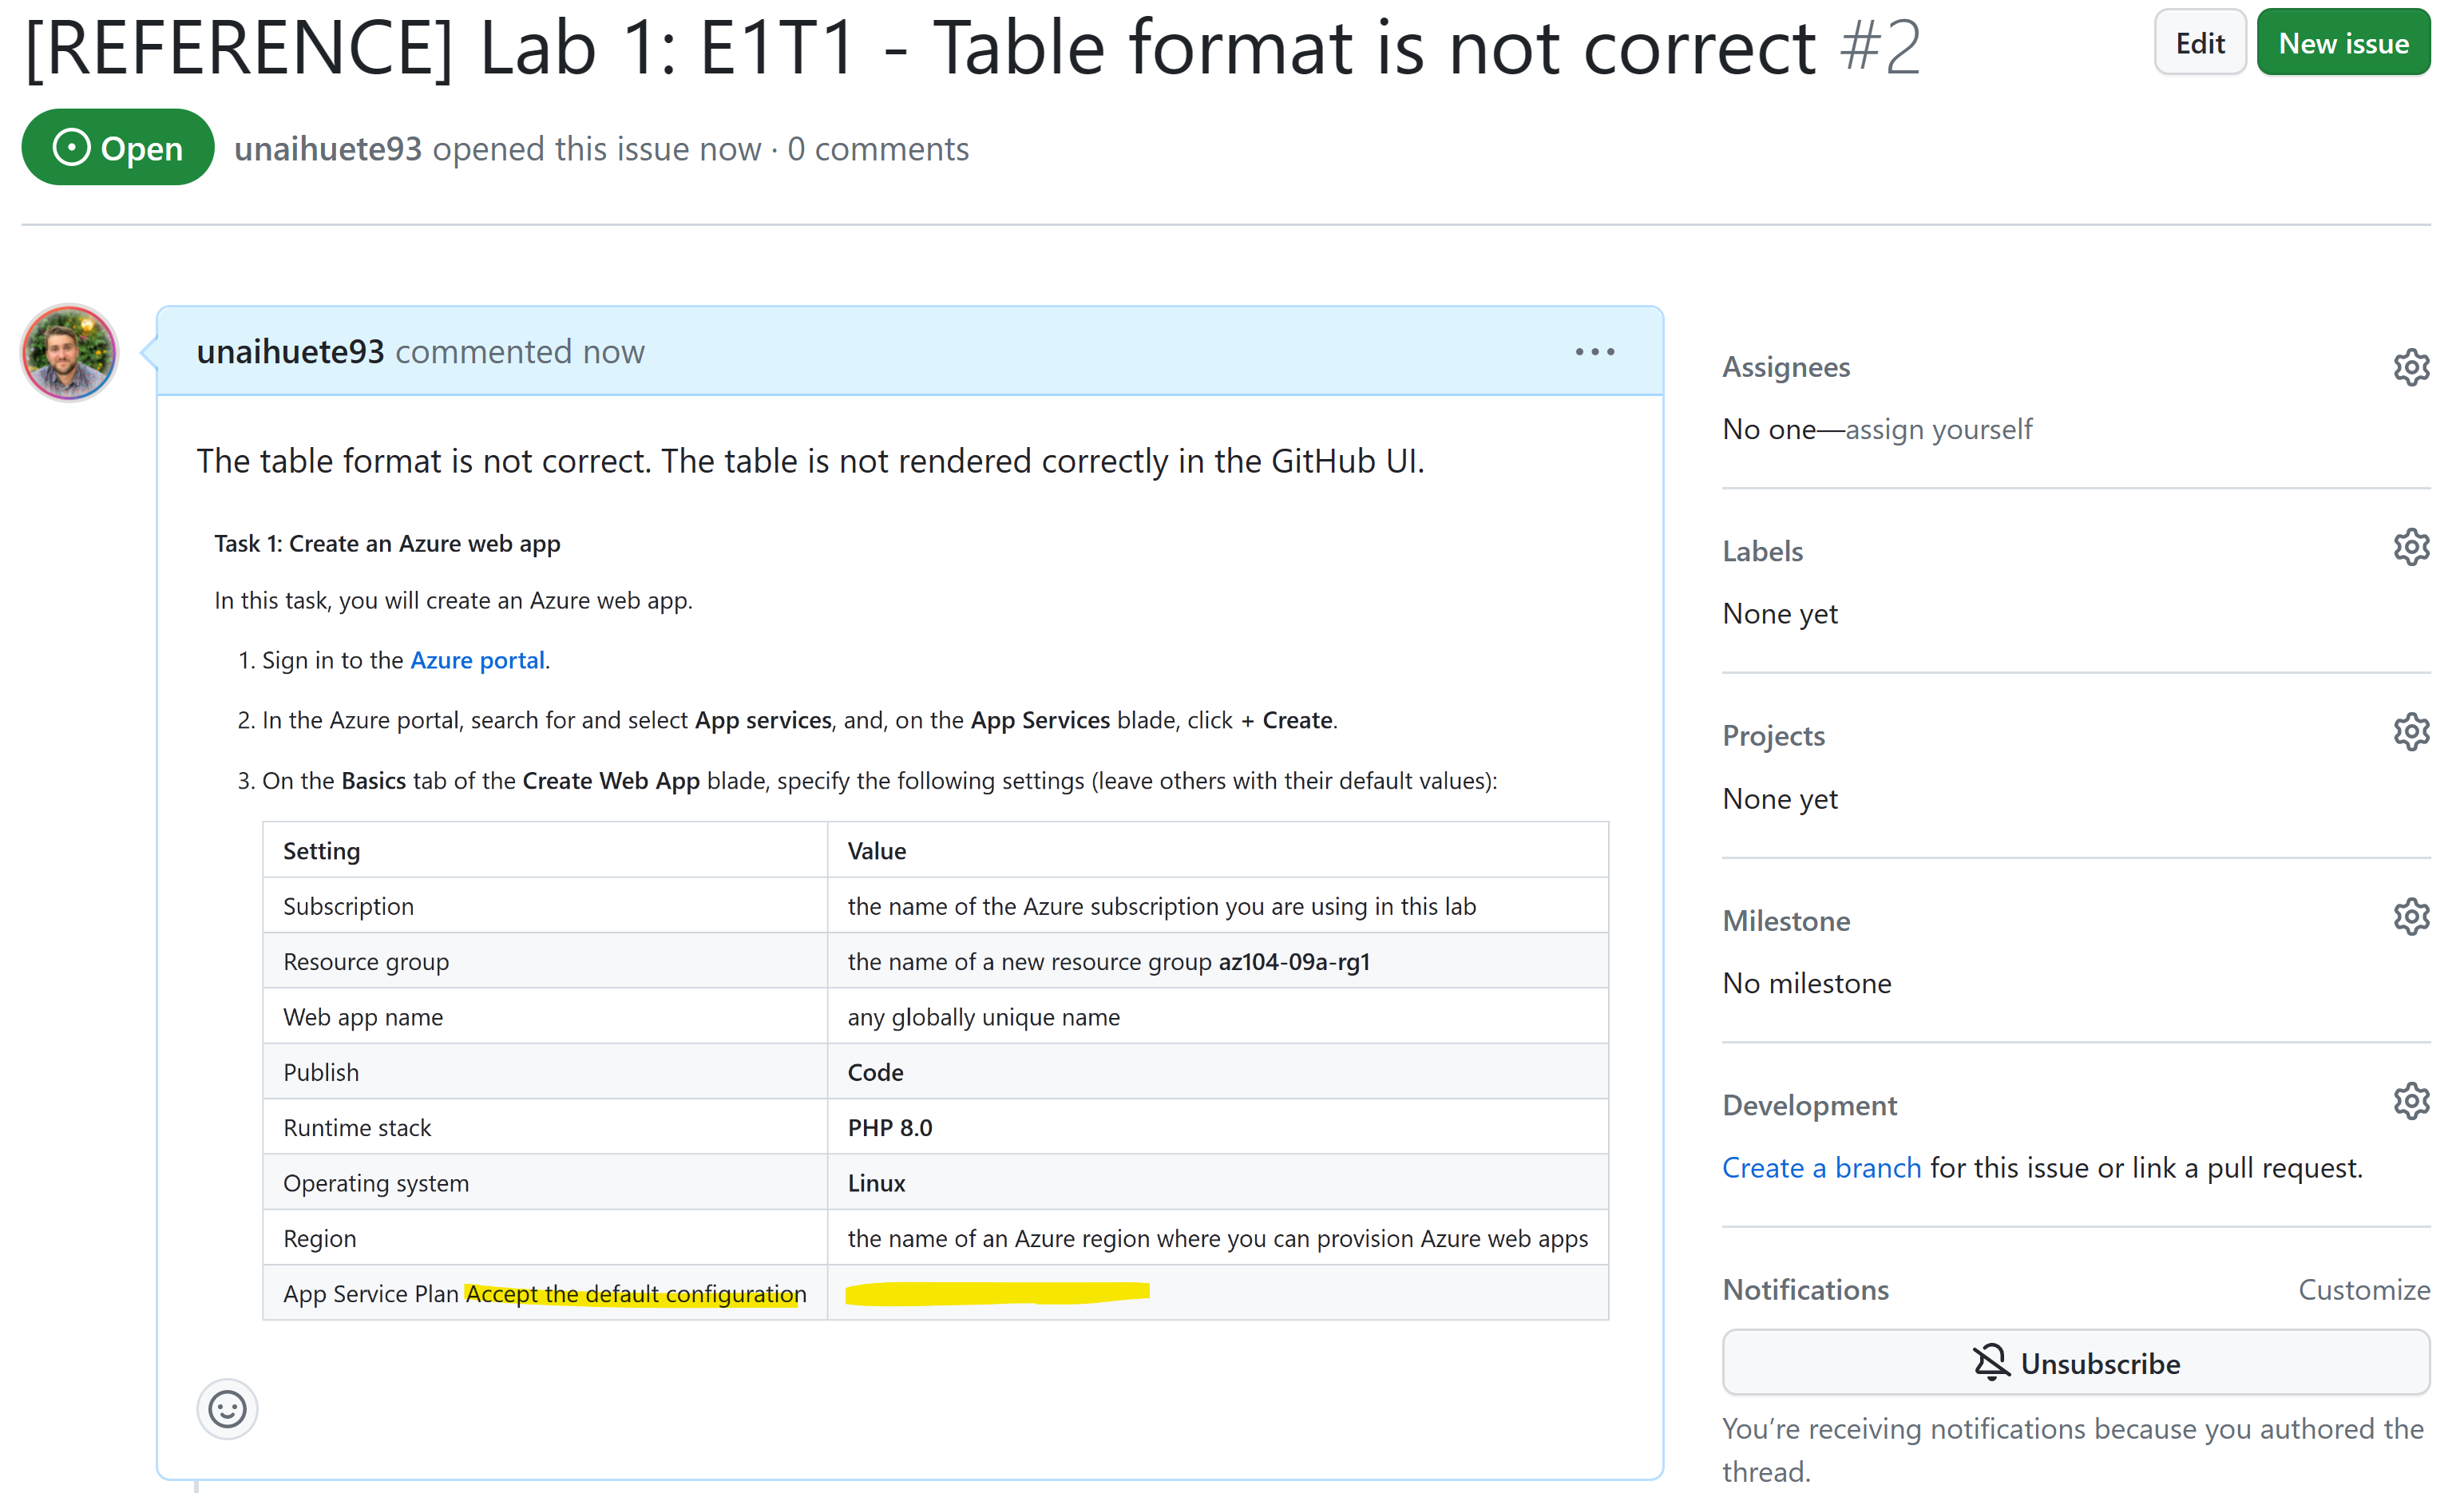 [REFERENCE] Lab 1: E1T1 - Table format is not correct #2
Edit
New issue
Open
unaihuete93 opened this issue now · 0 comments
unaihuete93 commented now
The table format is not correct. The table is not rendered correctly in the GitHub UI.
Task 1: Create an Azure web app
In this task, you will create an Azure web app.
1. Sign in to the Azure portal.
2. In the Azure portal, search for and select App services, and, on the App Services blade, click + Create.
3. On the Basics tab of the Create Web App blade, specify the following settings (leave others with their default values):
Setting Value
Subscription the name of the Azure subscription you are using in this lab
Resource group the name of a new resource group az104-09a-rg1
Web app name any globally unique name
Publish Code
Runtime stack PHP 8.0
Operating system Linux
Region the name of an Azure region where you can provision Azure web apps
App Service Plan Accept the default configuration
Assignees
No one—assign yourself
Labels
None yet
Projects
None yet
Milestone
No milestone
Development
Create a branch for this issue or link a pull request.
Notifications
Customize
Unsubscribe
You're receiving notifications because you authored the
thread.